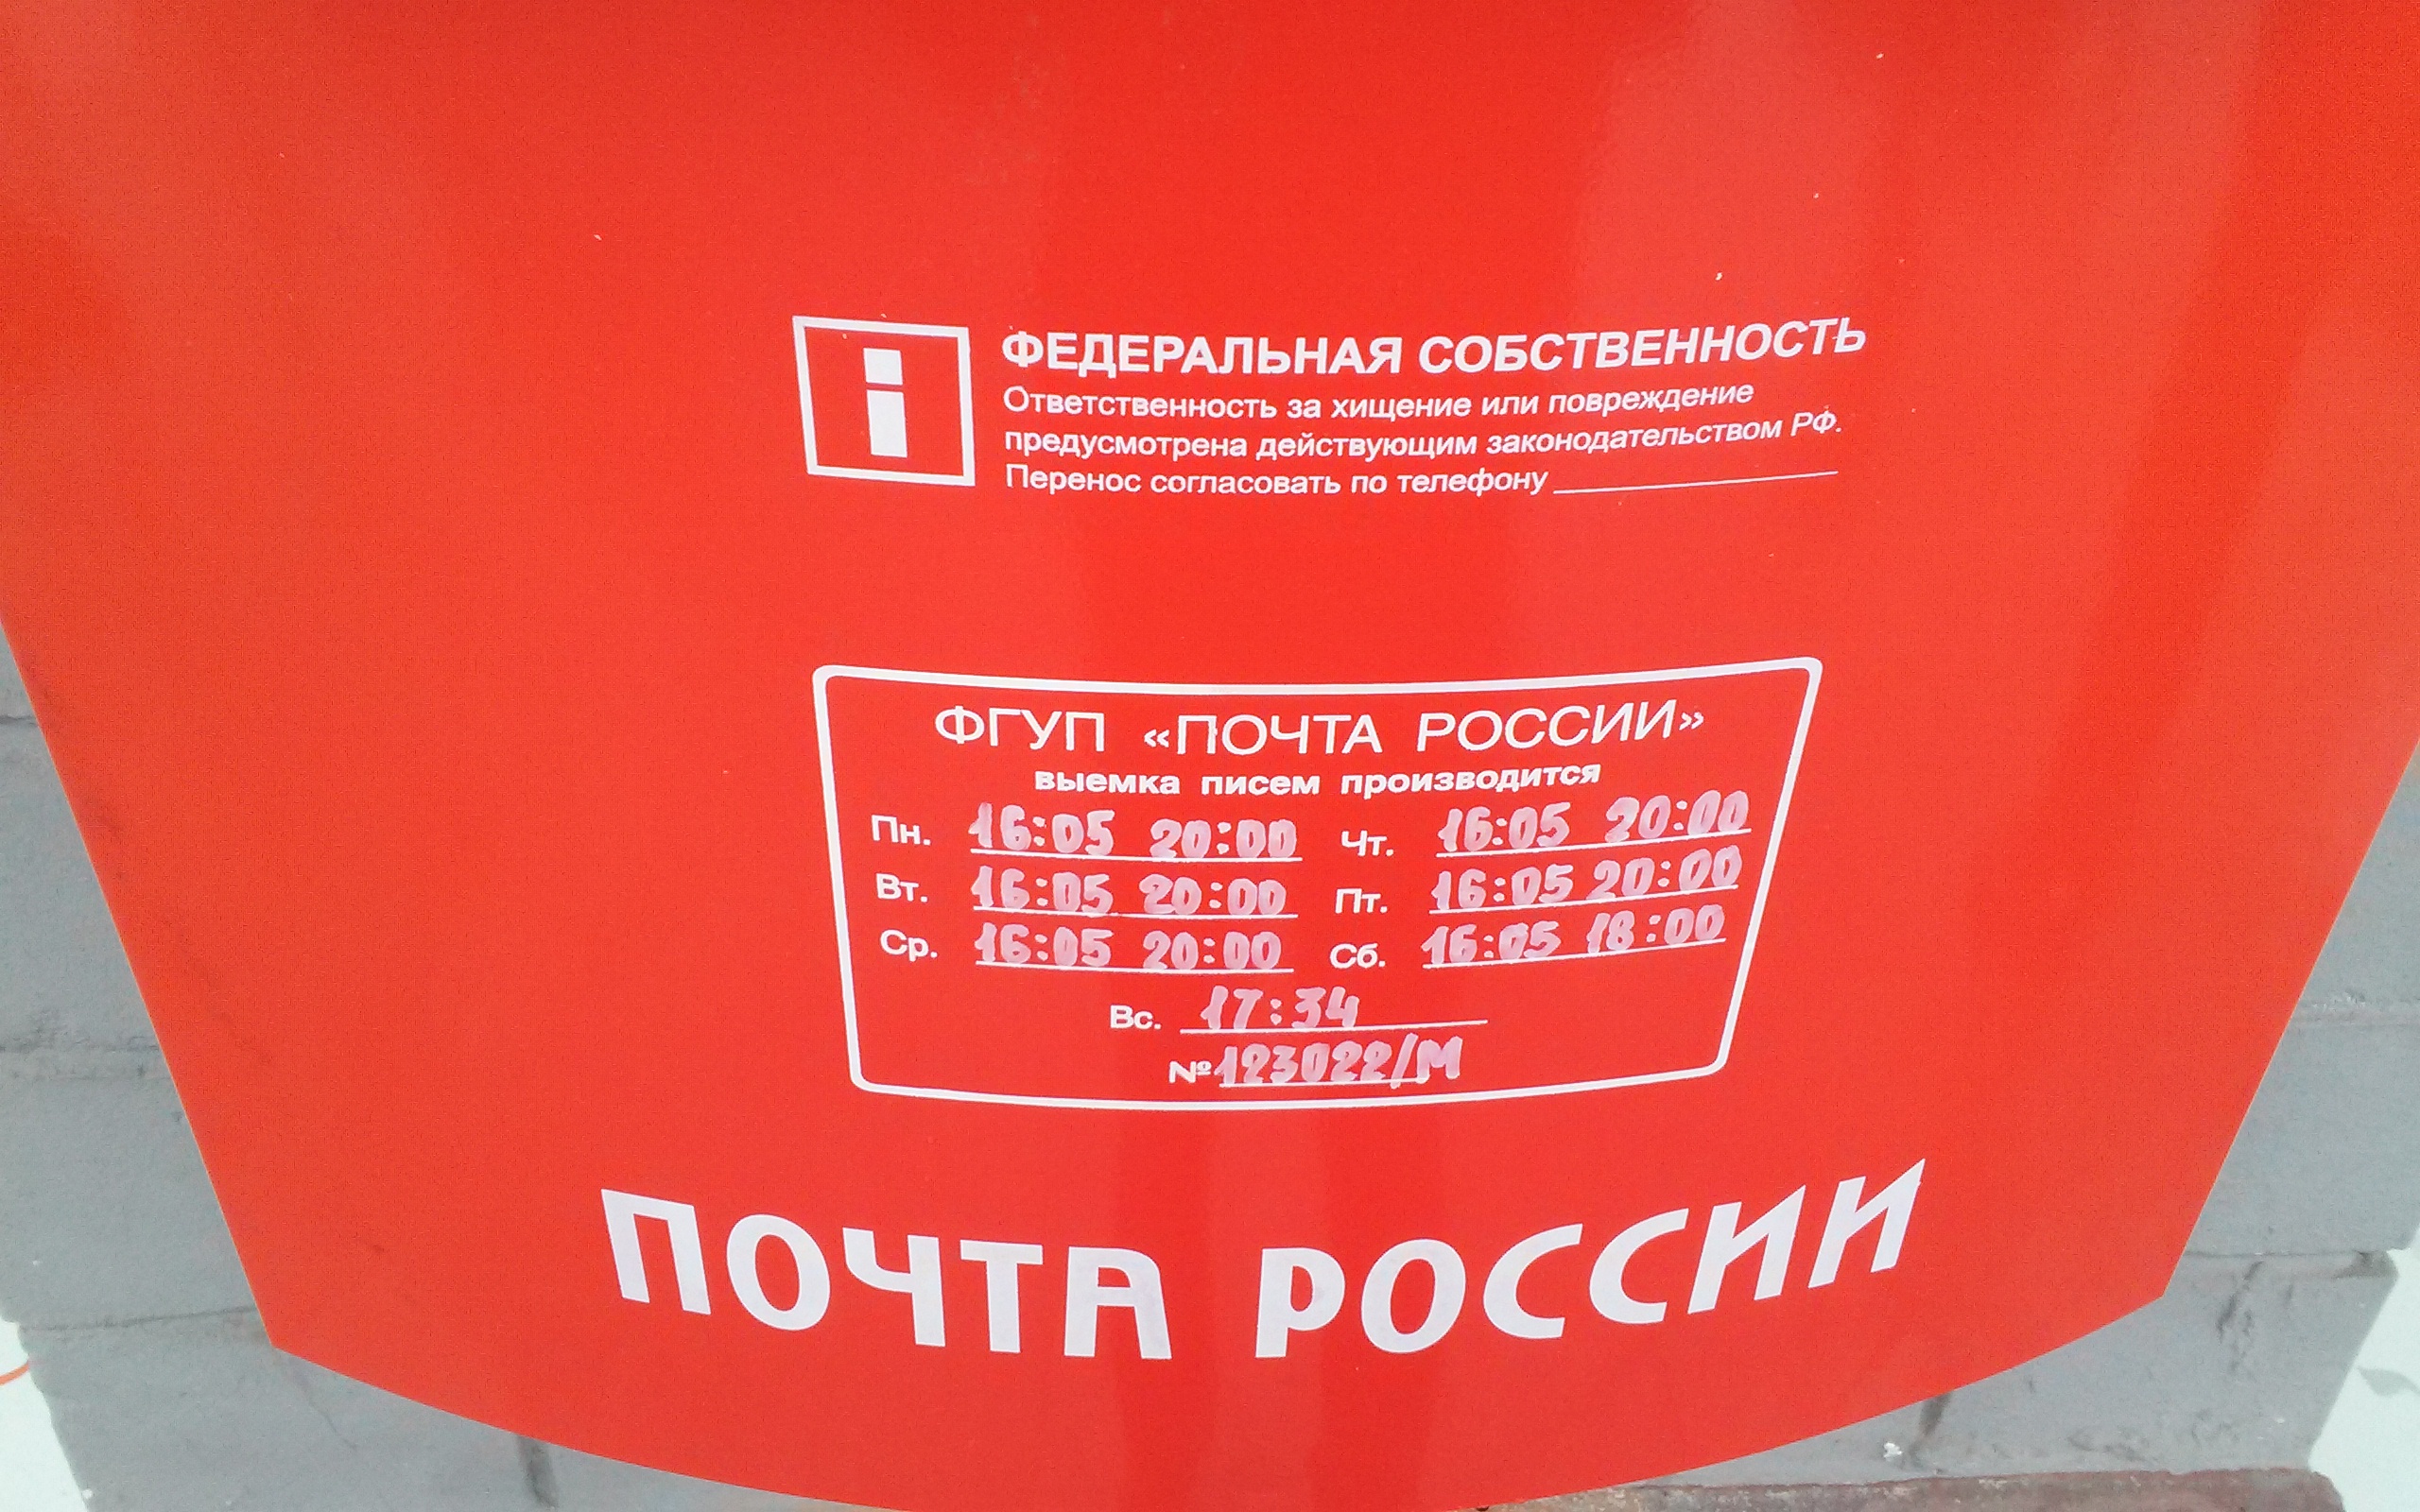 ФЕДЕРАЛЬНАЯ СОБСТВЕННОСТЬ
Ответственность за хищение или повреждение
предусмотрена действующим законодательством РФ.
Перенос согласовать по телефону
ФГУП «ПОЧТА РОССИИ»
выемка писем производится
Пн. 16:05 20:00 Чт. 16:05 20:00
Вт. 16:05 20:00 Пт. 16:05 20:00
Ср. 16:05 20:00 Сб. 16:05 18:00
Вс. 17:34
№ 123022/М
ПОЧТА РОССИИ